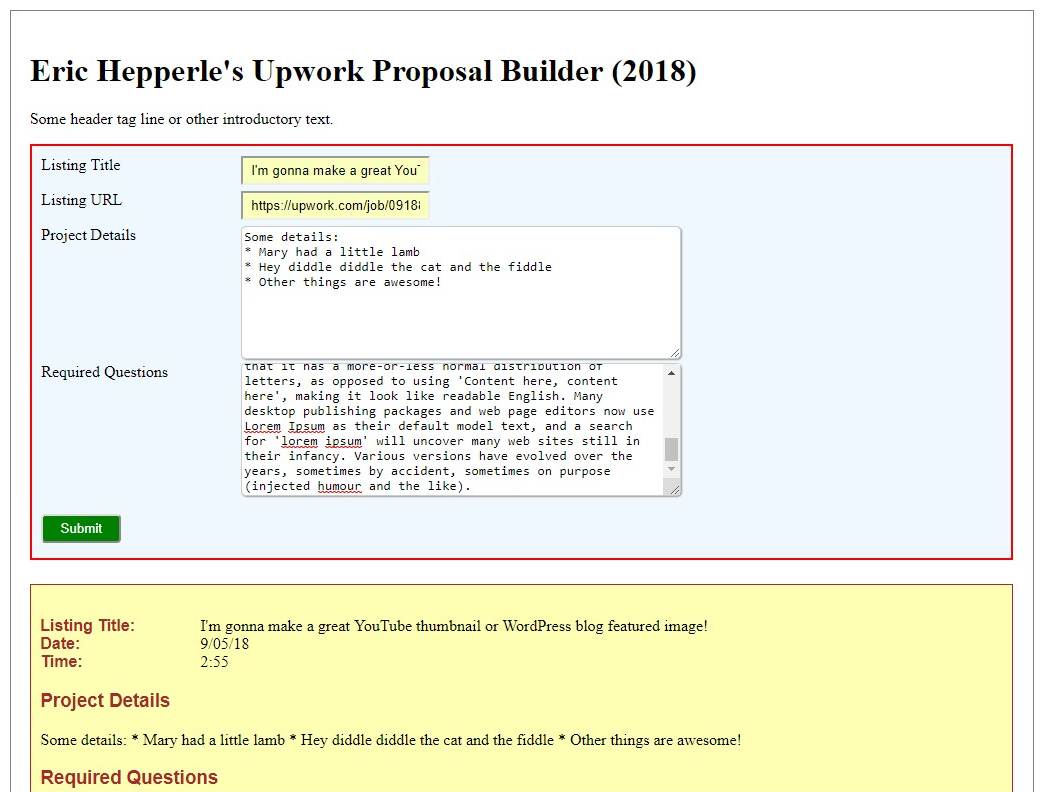 Eric Hepperle's Upwork Proposal Builder (2018)
Some header tag line or other introductory text.
Listing Title
I'm gonna make a great You
Listing URL
https://upwork.com/job/0918
Project Details
Some details:
* Mary had a little lamb
* Hey diddle diddle the cat and the fiddle
* Other things are awesome!
Required Questions
that it has a more-or-less normal distribution of
letters, as opposed to using 'Content here, content
here', making it look like readable English. Many
desktop publishing packages and web page editors now use
Lorem Ipsum as their default model text, and a search
for 'lorem ipsum' will uncover many web sites still in
their infancy. Various versions have evolved over the
years, sometimes by accident, sometimes on purpose
(injected humour and the like).
Submit
Listing Title: I'm gonna make a great YouTube thumbnail or WordPress blog featured image!
Date: 9/05/18
Time: 2:55
Project Details
Some details: * Mary had a little lamb * Hey diddle diddle the cat and the fiddle * Other things are awesome!
Required Questions